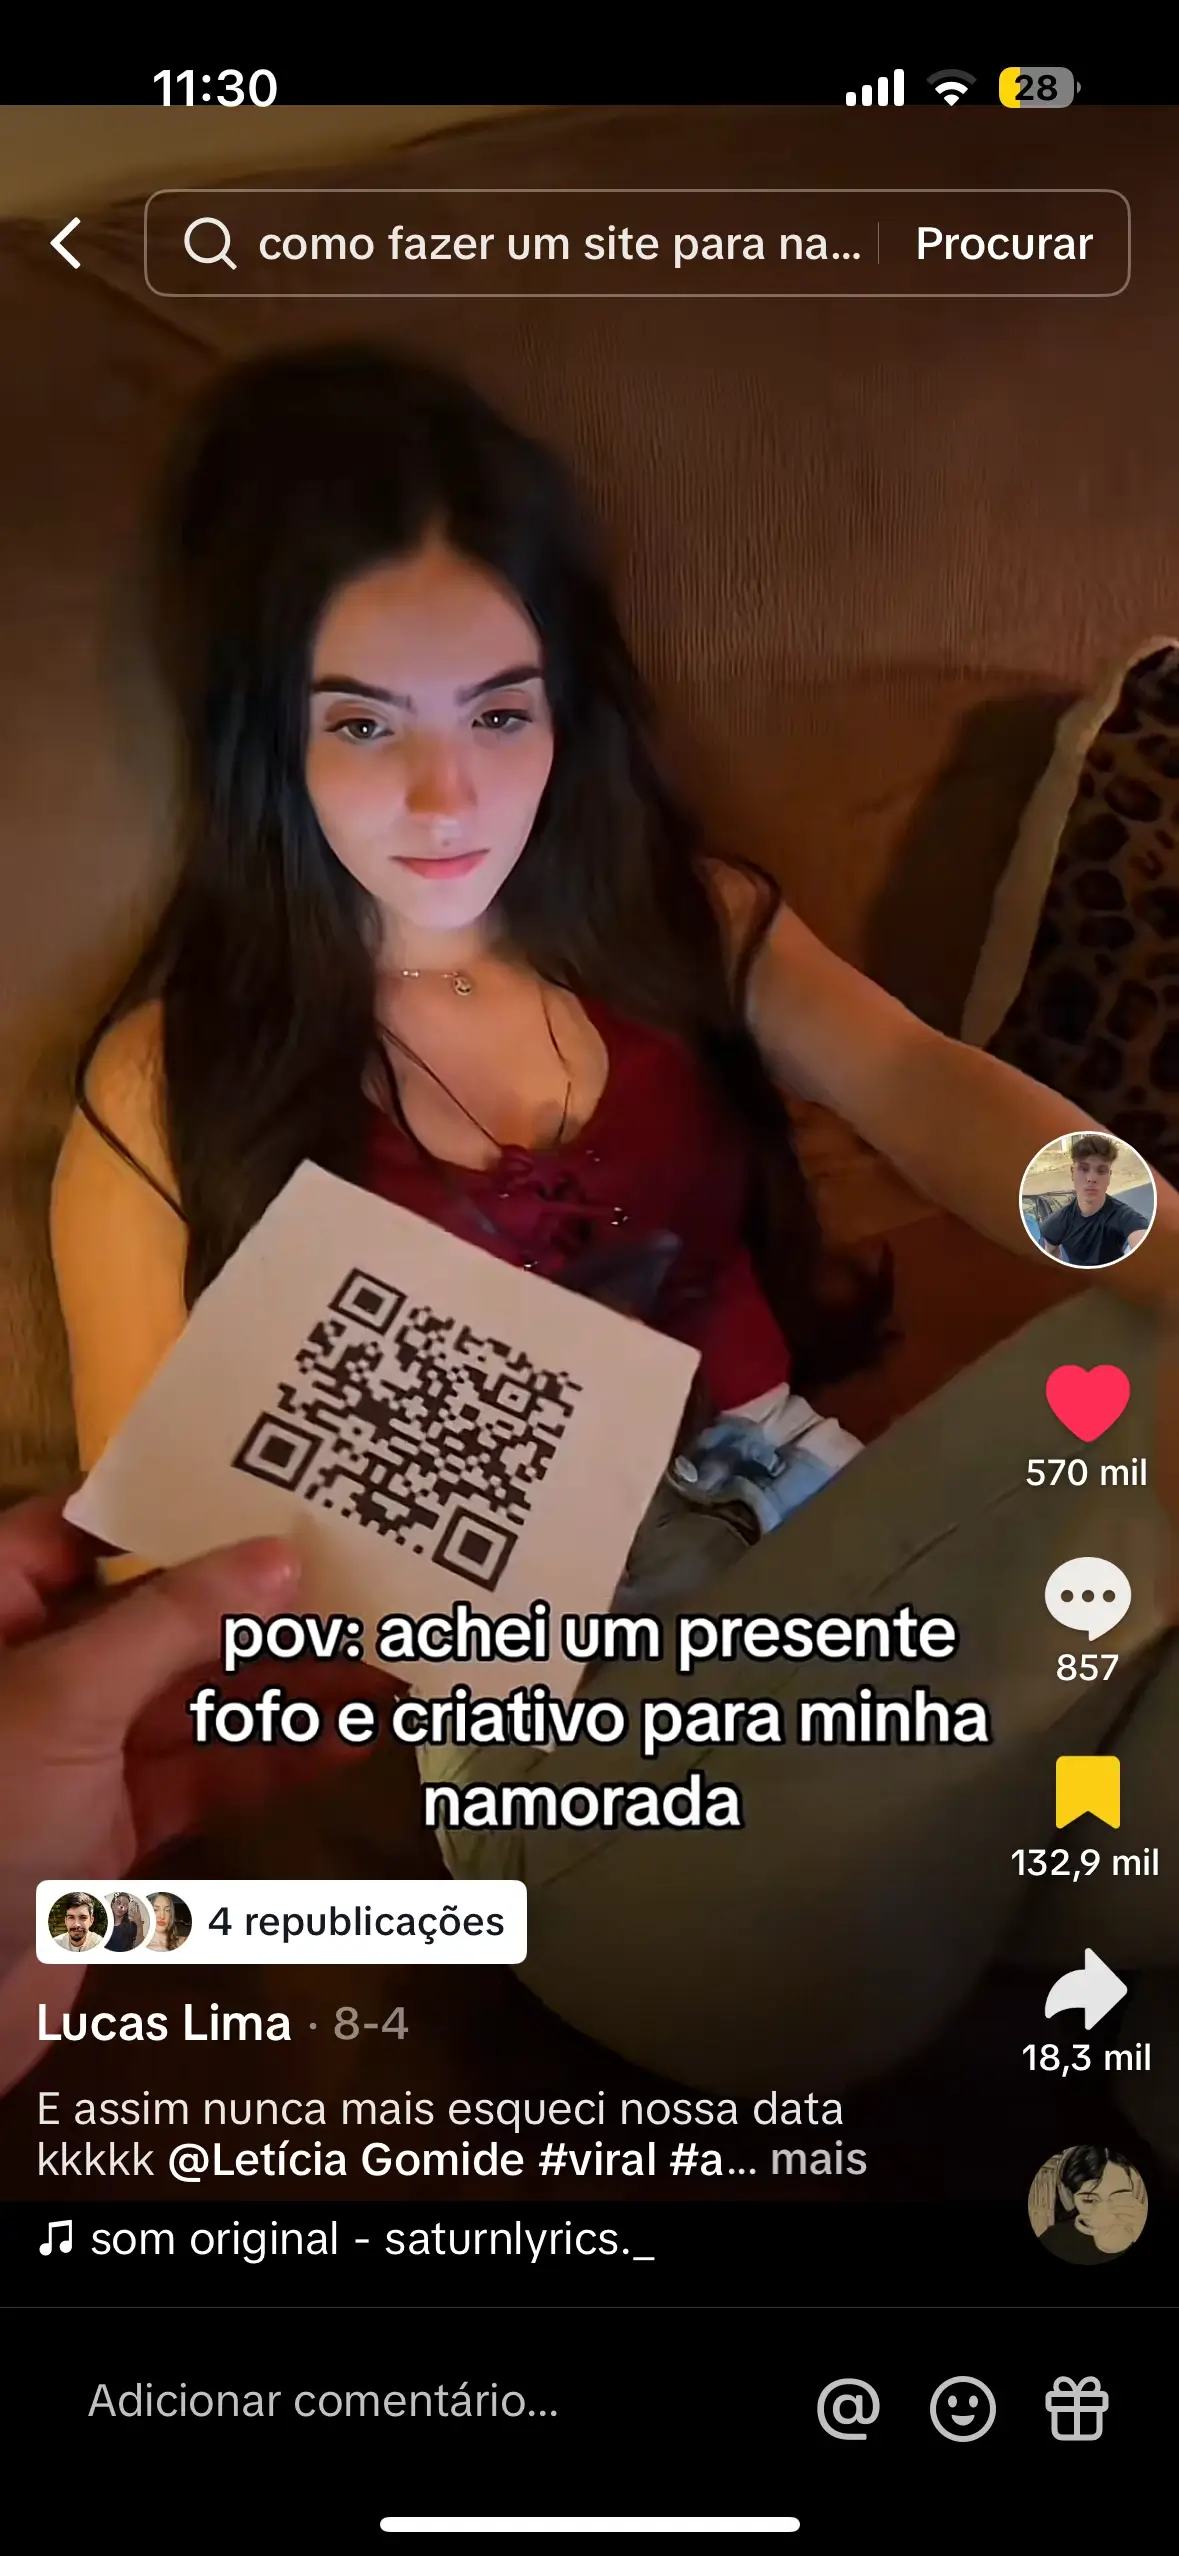 11:30
28
como fazer um site para na...
Procurar
570 mil
857
pov: achei um presente
fofo e criativo para minha
namorada
132,9 mil
4 republicações
18,3 mil
Lucas Lima · 8-4
E assim nunca mais esqueci nossa data
kkkkk @Letícia Gomide #viral #a... mais
som original - saturnlyrics._
Adicionar comentário...